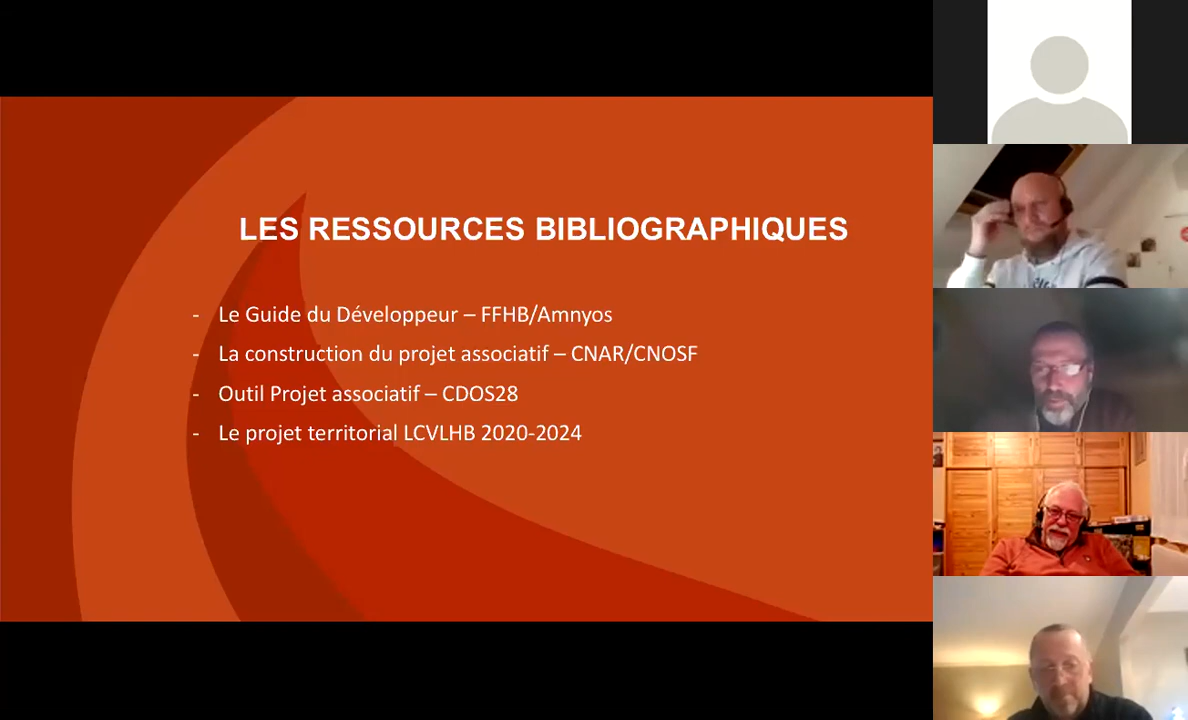 LES RESSOURCES BIBLIOGRAPHIQUES
- Le Guide du Développeur – FFHB/Amnyos
- La construction du projet associatif – CNAR/CNOSF
- Outil Projet associatif – CDOS28
- Le projet territorial LCVLHB 2020-2024